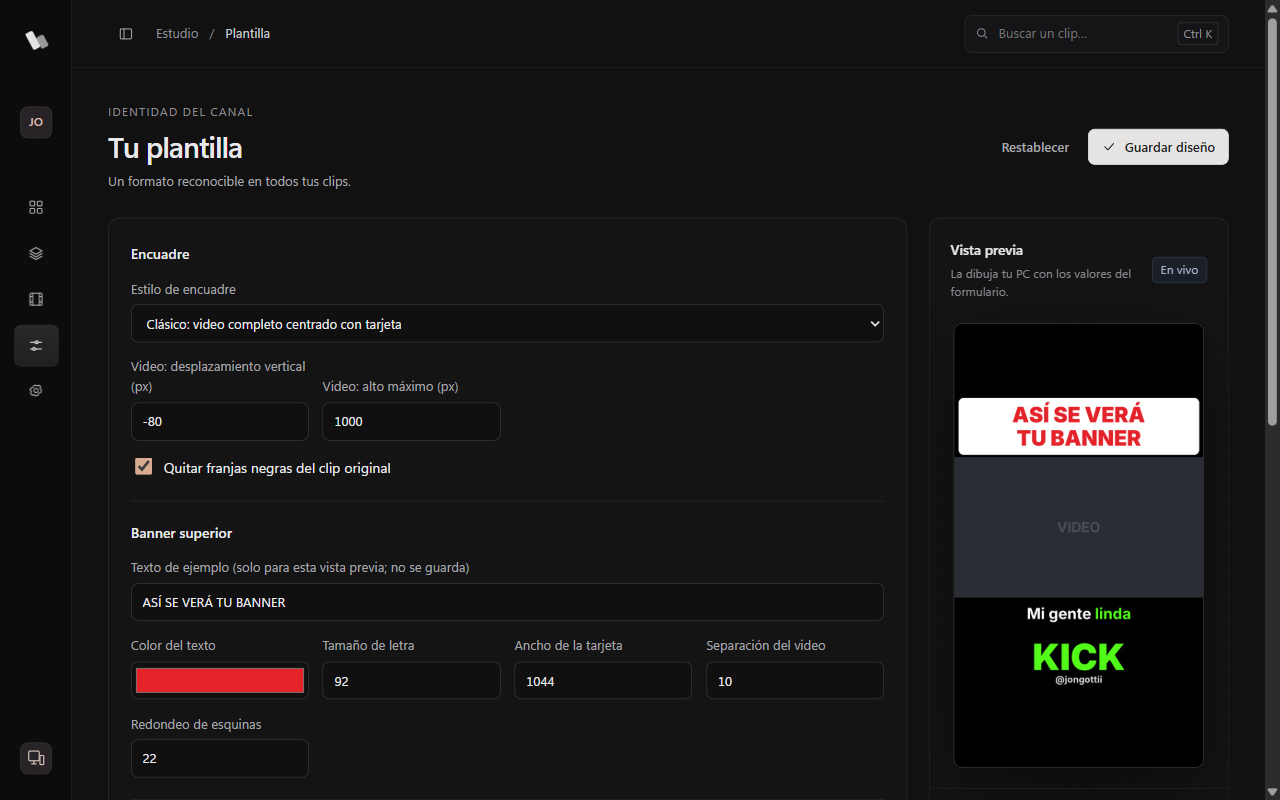 Estudio / Plantilla
Buscar un clip...
Ctrl K
JO
IDENTIDAD DEL CANAL
Tu plantilla
Un formato reconocible en todos tus clips.
Restablecer
Guardar diseño
Encuadre
Estilo de encuadre
Clásico: video completo centrado con tarjeta
Video: desplazamiento vertical
(px)
Video: alto máximo (px)
-80
1000
Quitar franjas negras del clip original
Banner superior
Texto de ejemplo (solo para esta vista previa; no se guarda)
ASÍ SE VERÁ TU BANNER
Color del texto
Tamaño de letra
Ancho de la tarjeta
Separación del video
92
1044
10
Redondeo de esquinas
22
Vista previa
La dibuja tu PC con los valores del
formulario.
En vivo
ASÍ SE VERÁ
TU BANNER
VIDEO
Mi gente linda
KICK
@jongottii